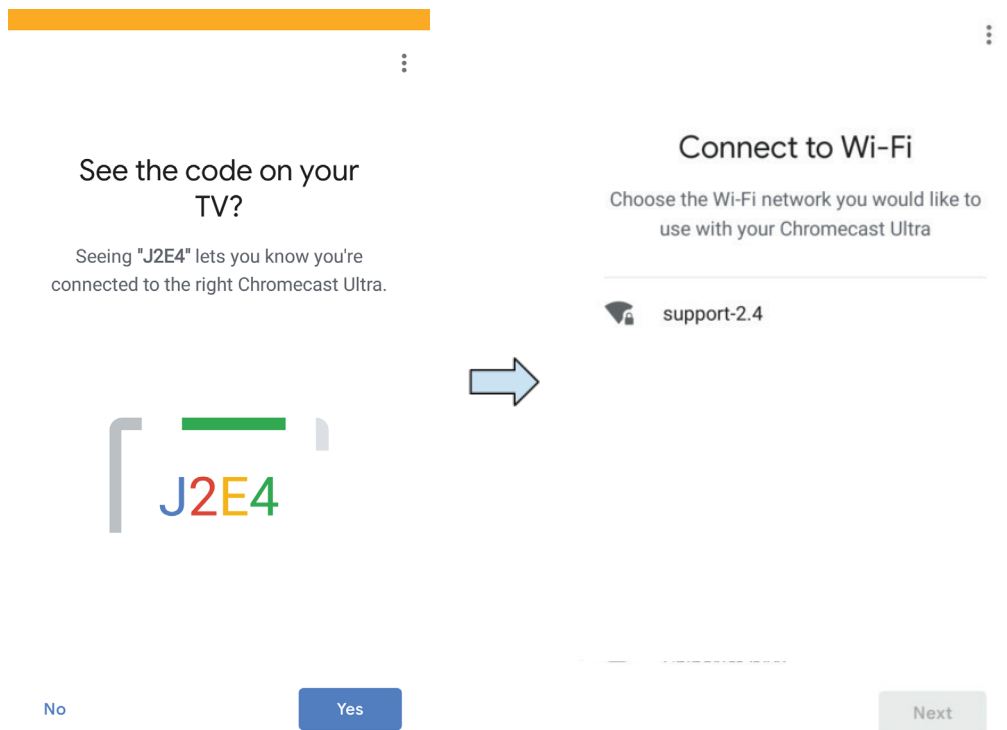 See the code on your
TV?
Seeing "J2E4" lets you know you're
connected to the right Chromecast Ultra.
J2E4
No
Yes
Connect to Wi-Fi
Choose the Wi-Fi network you would like to
use with your Chromecast Ultra
support-2.4
Next